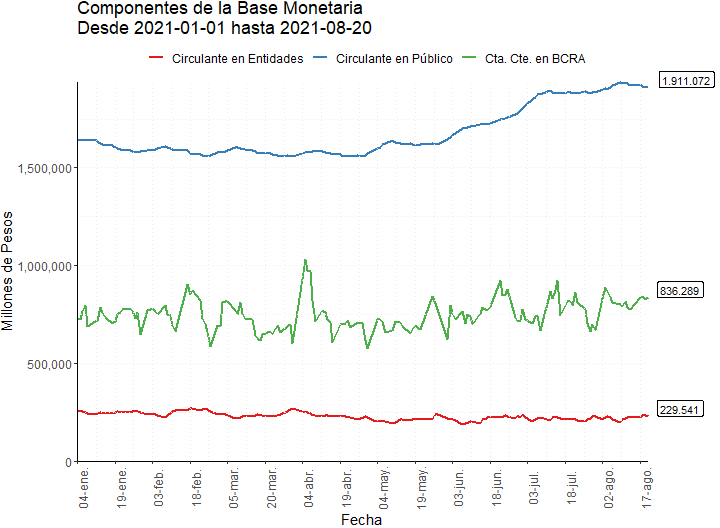 Componentes de la Base Monetaria
Desde 2021-01-01 hasta 2021-08-20
Circulante en Entidades Circulante en Público Cta. Cte. en BCRA
1.911.072
1,500,000
1,000,000
836.289
500,000
229.541
0
Millones de Pesos
04-ene.
19-ene.
03-feb.
18-feb.
05-mar.
20-mar.
04-abr.
19-abr.
04-may.
19-may.
03-jun.
18-jun.
03-jul.
18-jul.
02-ago.
17-ago.
Fecha